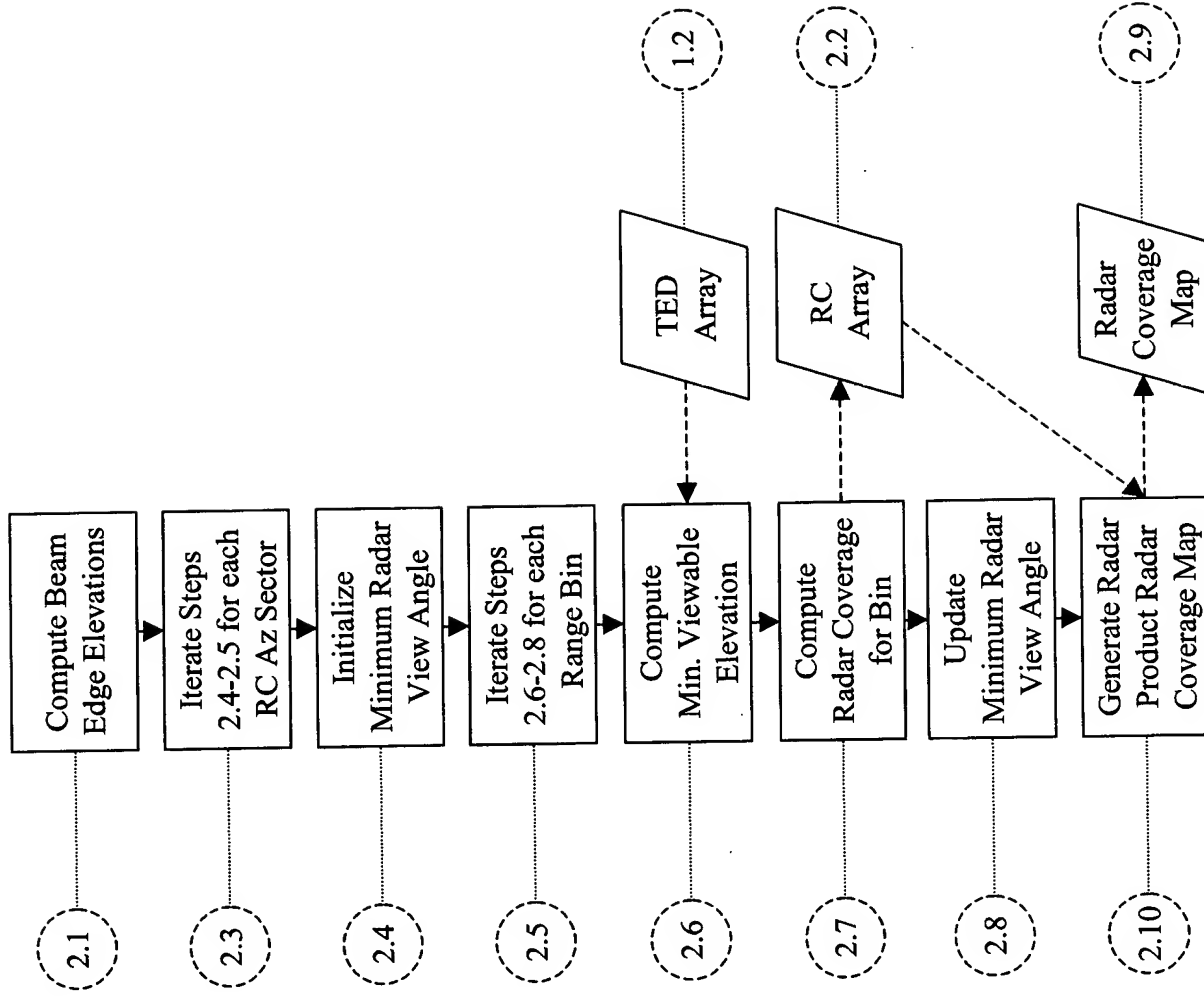 2.1
Compute Beam
Edge Elevations
2.3
Iterate Steps
2.4-2.5 for each
RC Az Sector
2.4
Initialize
Minimum Radar
View Angle
2.5
Iterate Steps
2.6-2.8 for each
Range Bin
2.6
Compute
Min. Viewable
Elevation
TED
Array
1.2
2.7
Compute
Radar Coverage
for Bin
RC
Array
2.2
2.8
Update
Minimum Radar
View Angle
2.10
Generate Radar
Product Radar
Coverage Map
Radar
Coverage
Map
2.9